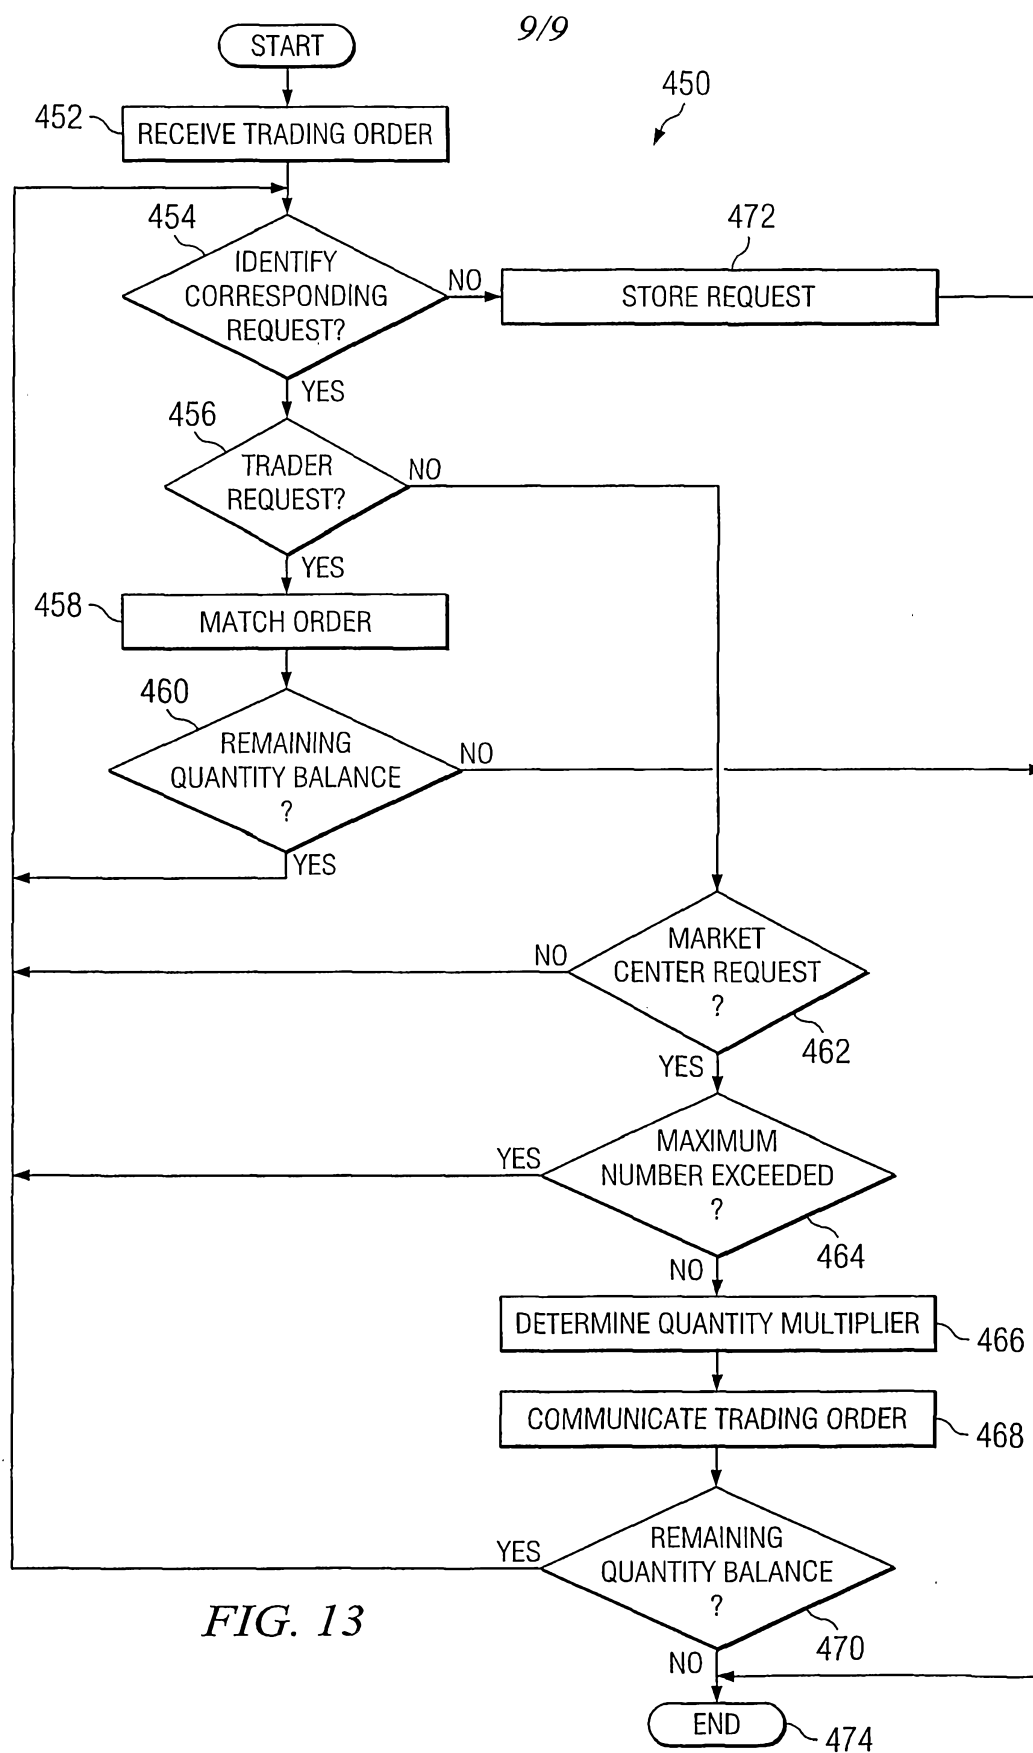 9/9
START
450
452
RECEIVE TRADING ORDER
454
472
IDENTIFY
CORRESPONDING
REQUEST?
NO
STORE REQUEST
YES
456
TRADER
REQUEST?
NO
YES
458
MATCH ORDER
460
REMAINING
QUANTITY BALANCE
?
NO
YES
MARKET
CENTER REQUEST
?
NO
462
YES
MAXIMUM
NUMBER EXCEEDED
?
YES
464
NO
DETERMINE QUANTITY MULTIPLIER
466
COMMUNICATE TRADING ORDER
468
REMAINING
QUANTITY BALANCE
?
YES
470
FIG. 13
NO
END
474